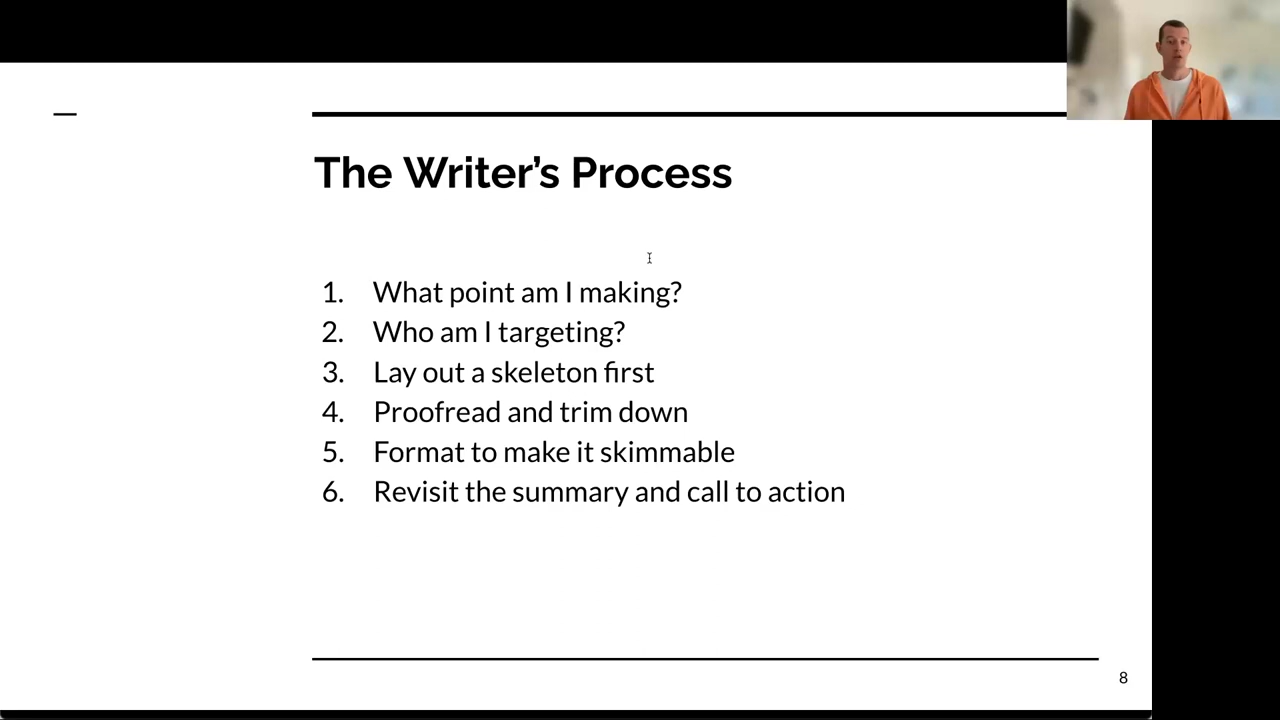 The Writer’s Process
1. What point am I making?
2. Who am I targeting?
3. Lay out a skeleton first
4. Proofread and trim down
5. Format to make it skimmable
6. Revisit the summary and call to action
8